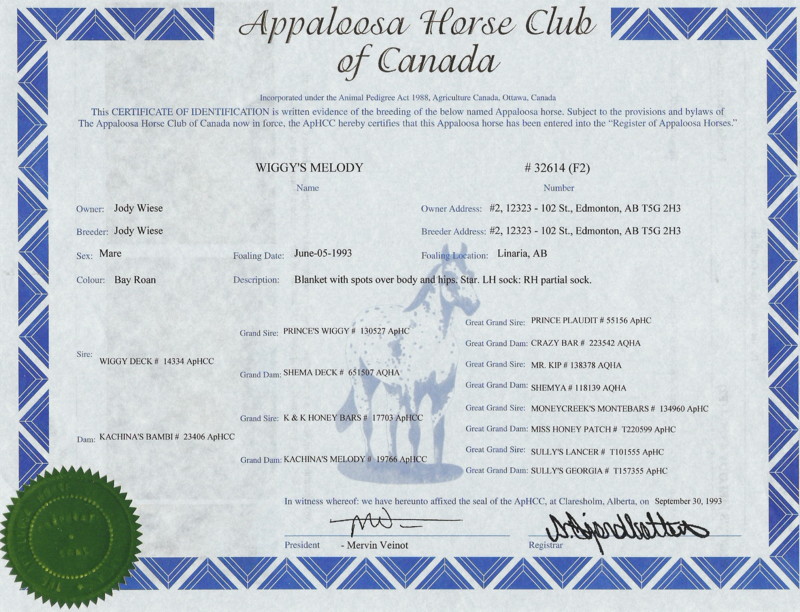 Appaloosa Horse Club
of Canada
Incorporated under the Animal Pedigree Act 1988, Agriculture Canada, Ottawa, Canada
This CERTIFICATE OF IDENTIFICATION is written evidence of the breeding of the below named Appaloosa horse. Subject to the provisions and bylaws of
The Appaloosa Horse Club of Canada now in force, the ApHCC hereby certifies that this Appaloosa horse has been entered into the "Register of Appaloosa Horses."
WIGGY'S MELODY # 32614 (F2)
Name Number
Owner: Jody Wiese Owner Address: #2, 12323 - 102 St., Edmonton, AB T5G 2H3
Breeder: Jody Wiese Breeder Address: #2, 12323 - 102 St., Edmonton, AB T5G 2H3
Sex: Mare Foaling Date: June-05-1993 Foaling Location: Linaria, AB
Colour: Bay Roan Description: Blanket with spots over body and hips. Star. LH sock: RH partial sock.
Great Grand Sire: PRINCE PLAUDIT # 55156 ApHC
Grand Sire: PRINCE'S WIGGY # 130527 ApHC
Great Grand Dam: CRAZY BAR # 223542 AQHA
Sire: WIGGY DECK # 14334 ApHCC
Great Grand Sire: MR. KIP # 138378 AQHA
Grand Dam: SHEMA DECK # 651507 AQHA
Great Grand Dam: SHEMYA # 118139 AQHA
Great Grand Sire: MONEYCREEK'S MONTEBARS # 134960 ApHC
Grand Sire: K & K HONEY BARS # 17703 ApHCC
Great Grand Dam: MISS HONEY PATCH # T220599 ApHC
Dam: KACHINA'S BAMBI # 23406 ApHCC
Great Grand Sire: SULLY'S LANCER # T101555 ApHC
Grand Dam: KACHINA'S MELODY # 19766 ApHCC
Great Grand Dam: SULLY'S GEORGIA # T157355 ApHC
In witness whereof: we have hereunto affixed the seal of the ApHCC, at Claresholm, Alberta, on September 30, 1993
President - Mervin Veinot Registrar